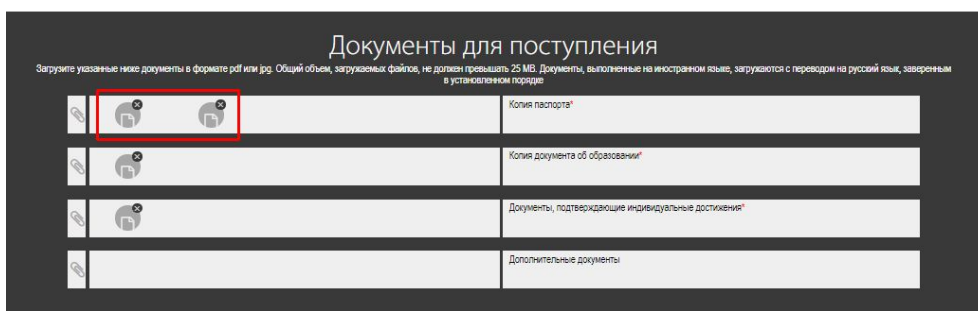 Документы для поступления
Загрузите указанные ниже документы в формате pdf или jpg. Общий объем, загружаемых файлов, не должен превышать 25 МВ. Документы, выполненные на иностранном языке, загружаются с переводом на русский язык, заверенным
в установленном порядке
Копия паспорта*
Копия документа об образовании*
Документы, подтверждающие индивидуальные достижения*
Дополнительные документы